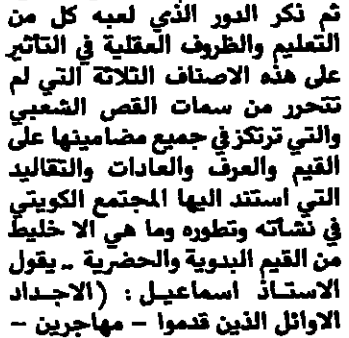 ثم ذكر الدور الذي لعبه كل من
التعليم والظروف العقلية في التأثير
على هذه الاصناف الثلاثة التي لم
تتحرر من سمات القص الشعبي
والتي ترتكز في جميع مضامينها على
القيم والعرف والعادات والتقاليد
التي استند اليها المجتمع الكويتي
في نشأته وتطوره وما هي الا خليط
من القيم البدوية والحضرية .. يقول
الاستاذ اسماعيل : (الاجداد
الاوائل الذين قدموا – مهاجرين –